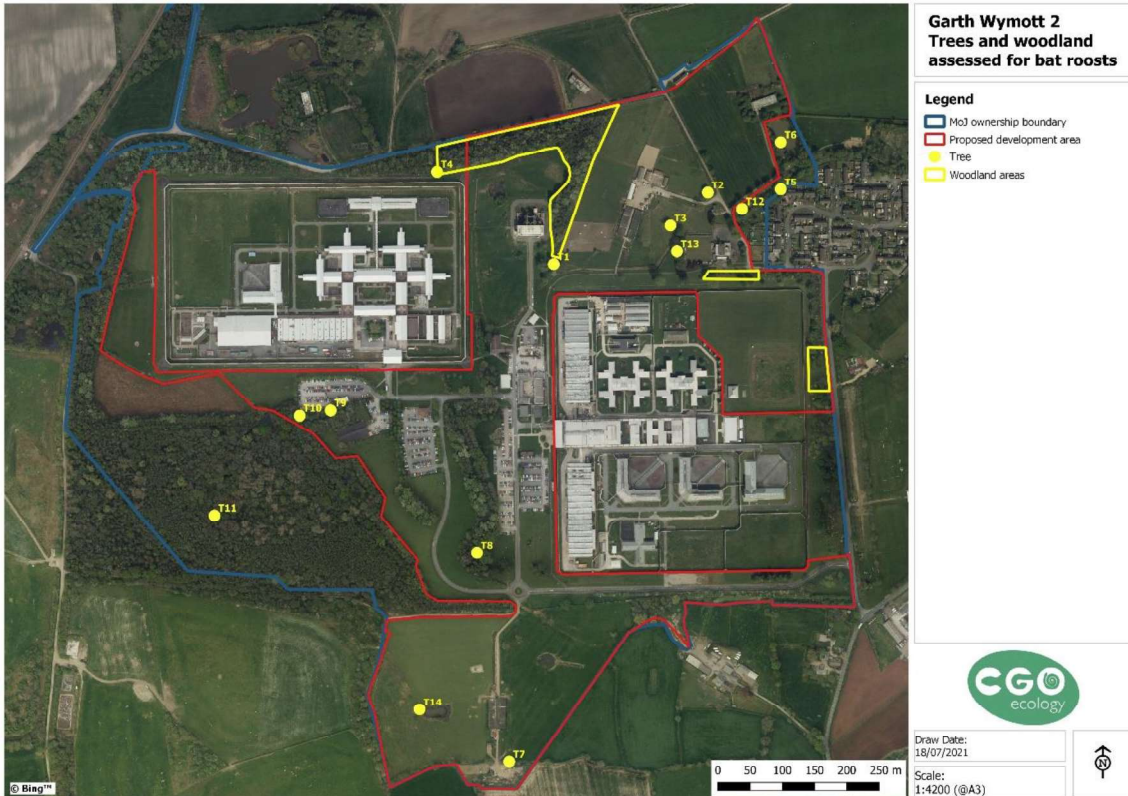 Garth Wymott 2
Trees and woodland
assessed for bat roosts
Legend
MoJ ownership boundary
Proposed development area
Tree
Woodland areas
T6
T4
T5
T2
T12
T3
T13
T1
T9
T10
T11
T8
T14
T7
CGO
ecology
Draw Date:
18/07/2021
Scale:
1:4200 (@A3)
N
0 50 100 150 200 250 m
© Bing™